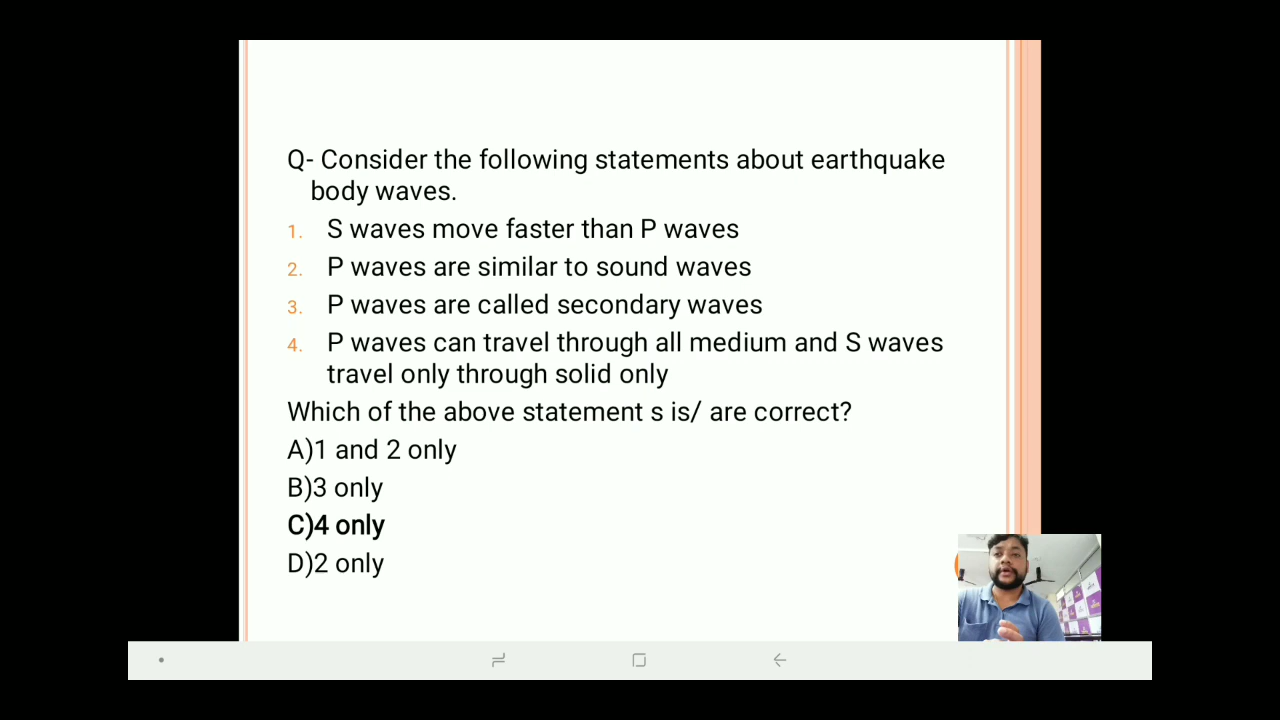 Q- Consider the following statements about earthquake
body waves.
1. S waves move faster than P waves
2. P waves are similar to sound waves
3. P waves are called secondary waves
4. P waves can travel through all medium and S waves
travel only through solid only
Which of the above statement s is/ are correct?
A)1 and 2 only
B)3 only
C)4 only
D)2 only